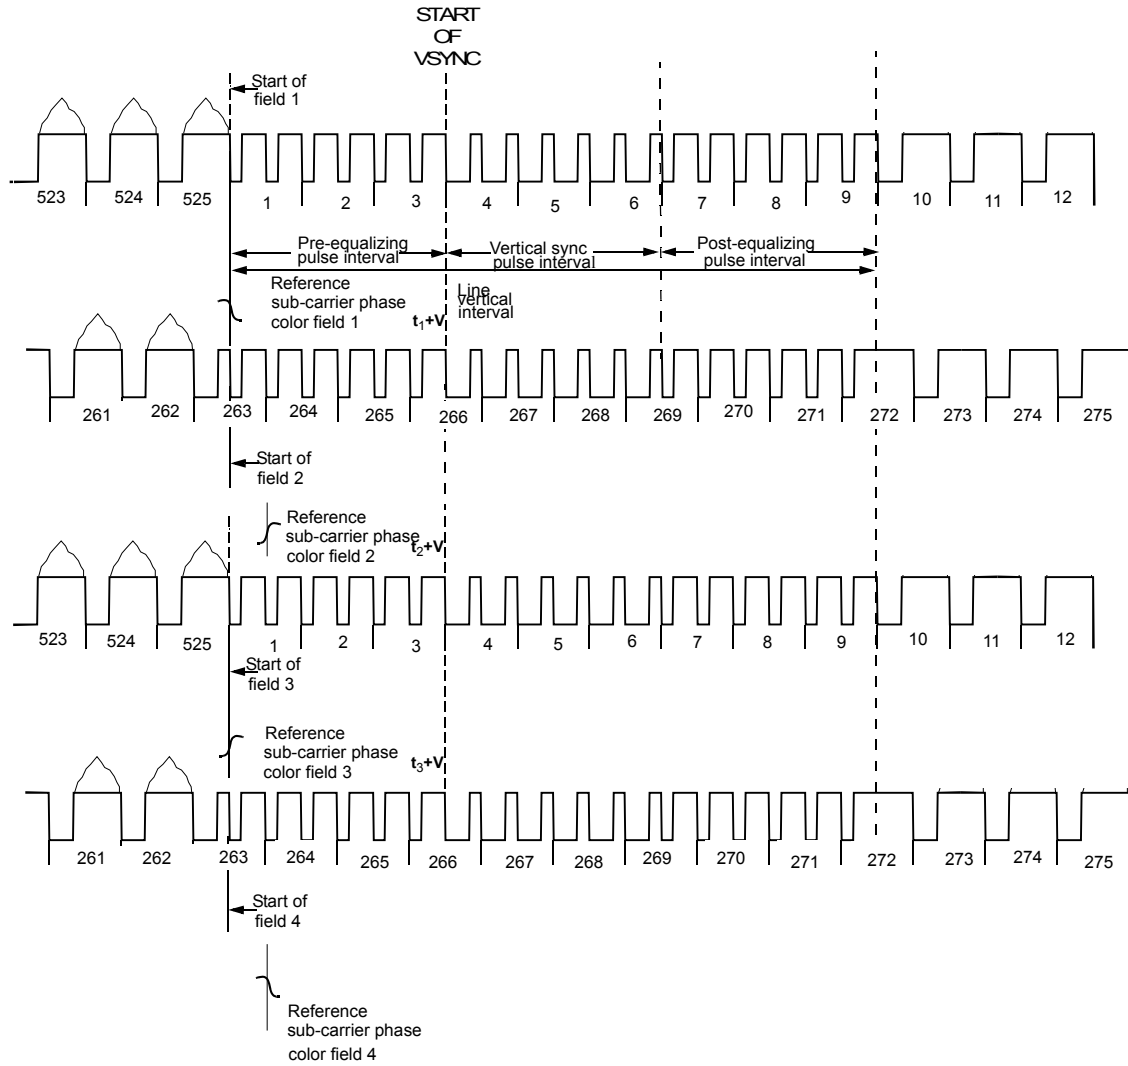 START
OF
VSYNC
Start of
field 1
523 524 525 1 2 3 4 5 6 7 8 9 10 11 12
Pre-equalizing
pulse interval
Vertical sync
pulse interval
Post-equalizing
pulse interval
Reference
sub-carrier phase
color field 1
t1+V
Line
vertical
interval
261 262 263 264 265 266 267 268 269 270 271 272 273 274 275
Start of
field 2
Reference
sub-carrier phase
color field 2
t2+V
523 524 525 1 2 3 4 5 6 7 8 9 10 11 12
Start of
field 3
Reference
sub-carrier phase
color field 3
t3+V
261 262 263 264 265 266 267 268 269 270 271 272 273 274 275
Start of
field 4
Reference
sub-carrier phase
color field 4